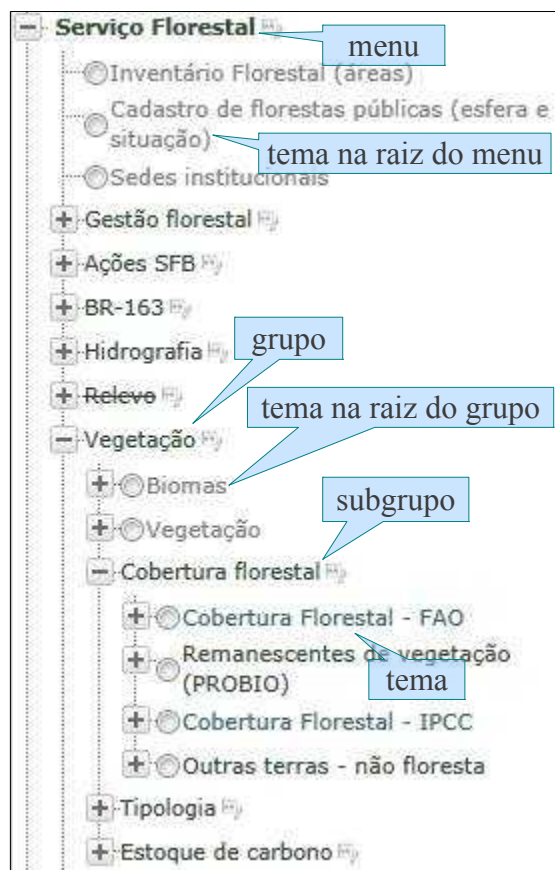 Serviço Florestal
menu
Inventário Florestal (áreas)
Cadastro de florestas públicas (esfera e
situação)
tema na raiz do menu
Sedes institucionais
Gestão florestal
Ações SFB
BR-163
grupo
Hidrografia
Relevo
tema na raiz do grupo
Vegetação
Biomas
subgrupo
Vegetação
Cobertura florestal
Cobertura Florestal - FAO
Remanescentes de vegetação
(PROBIO)
tema
Cobertura Florestal - IPCC
Outras terras - não floresta
Tipologia
Estoque de carbono